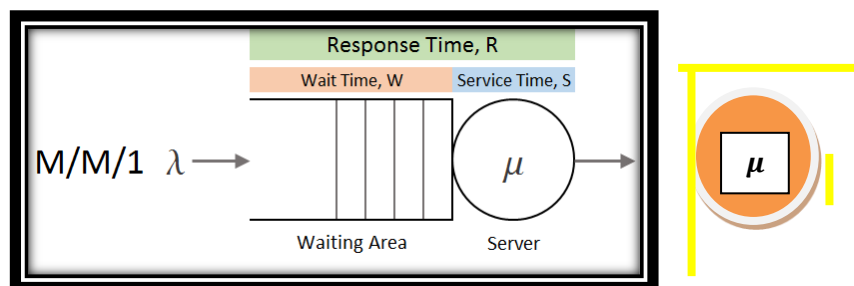 Response Time, R
Wait Time, W
Service Time, S
M/M/1 λ
μ
Waiting Area
Server
μ